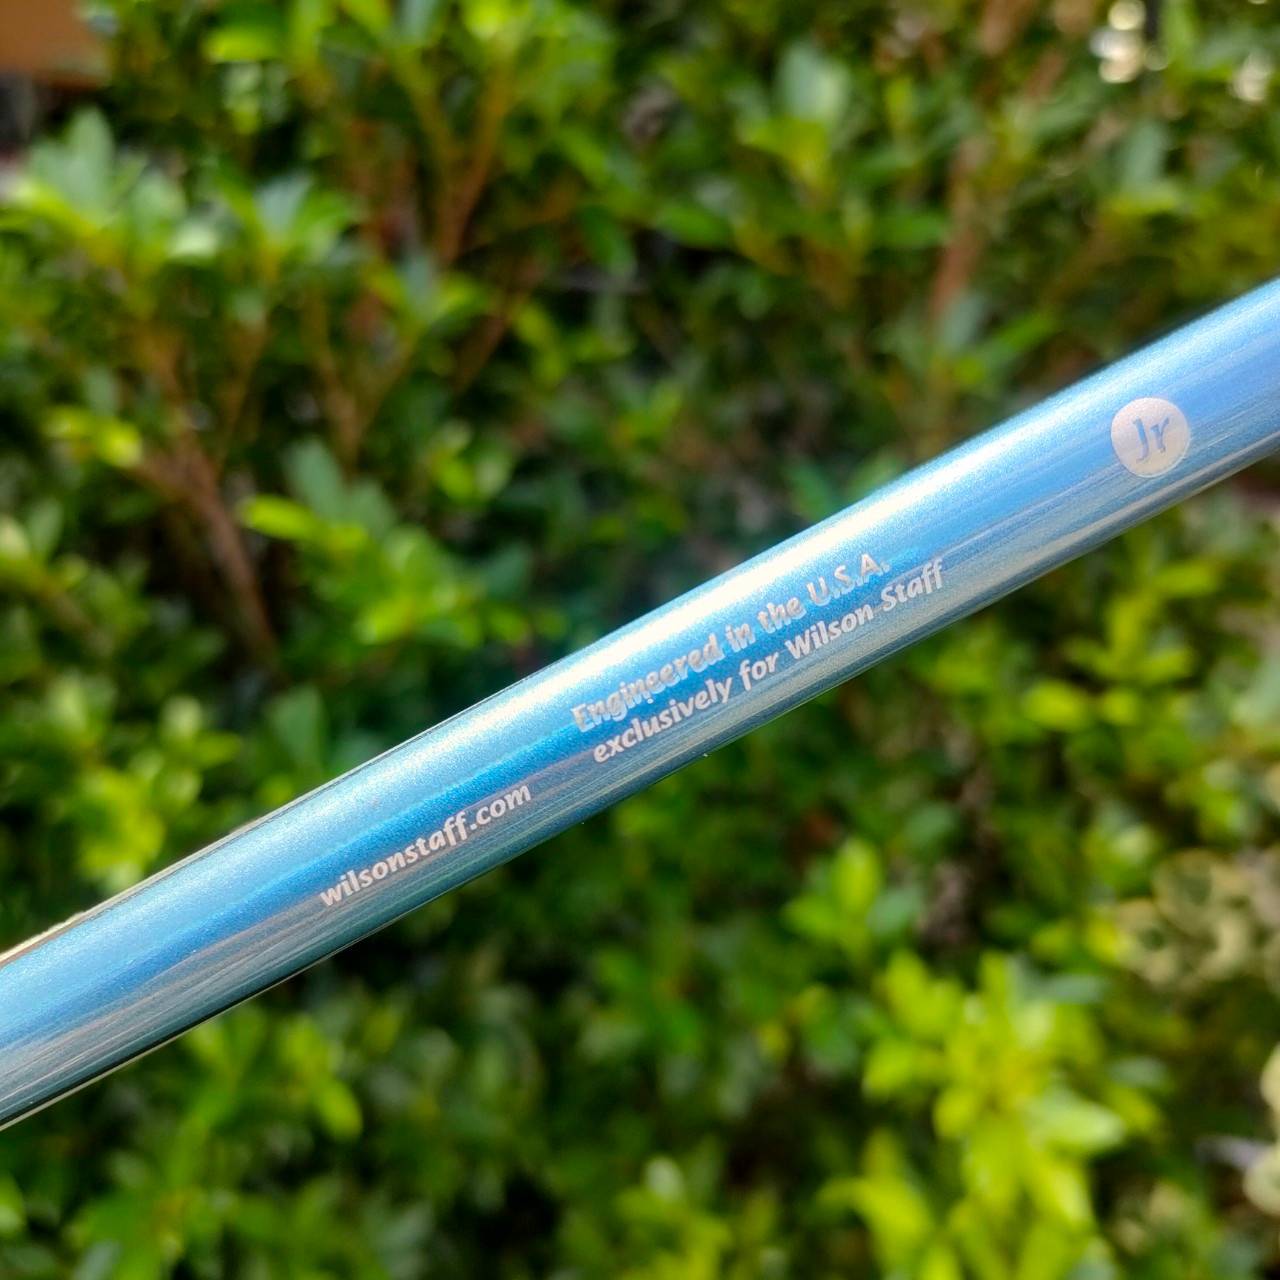 Jr
Engineered in the U.S.A.
exclusively for Wilson Staff
wilsonstaff.com